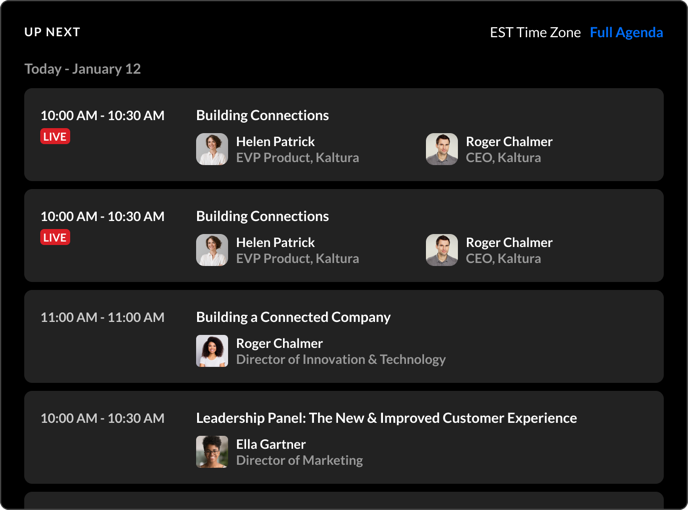 UP NEXT
EST Time Zone Full Agenda
Today - January 12
10:00 AM - 10:30 AM
LIVE
Building Connections
Helen Patrick
EVP Product, Kaltura
Roger Chalmer
CEO, Kaltura
10:00 AM - 10:30 AM
LIVE
Building Connections
Helen Patrick
EVP Product, Kaltura
Roger Chalmer
CEO, Kaltura
11:00 AM - 11:00 AM
Building a Connected Company
Roger Chalmer
Director of Innovation & Technology
10:00 AM - 10:30 AM
Leadership Panel: The New & Improved Customer Experience
Ella Gartner
Director of Marketing